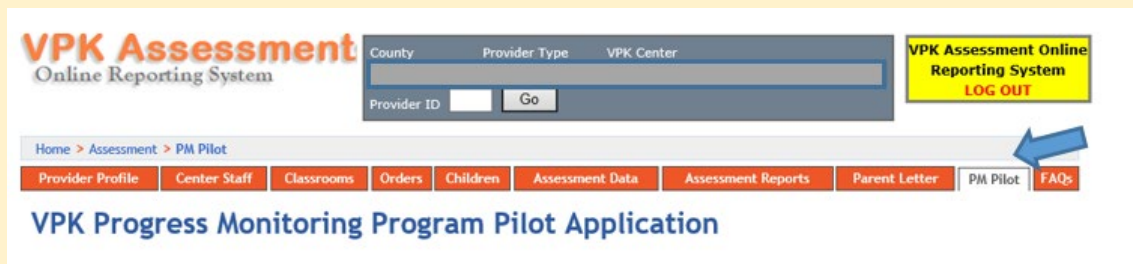 VPK Assessment
Online Reporting System
County Provider Type VPK Center
Provider ID Go
VPK Assessment Online
Reporting System
LOG OUT
Home > Assessment > PM Pilot
Provider Profile Center Staff Classrooms Orders Children Assessment Data Assessment Reports Parent Letter PM Pilot FAQs
VPK Progress Monitoring Program Pilot Application